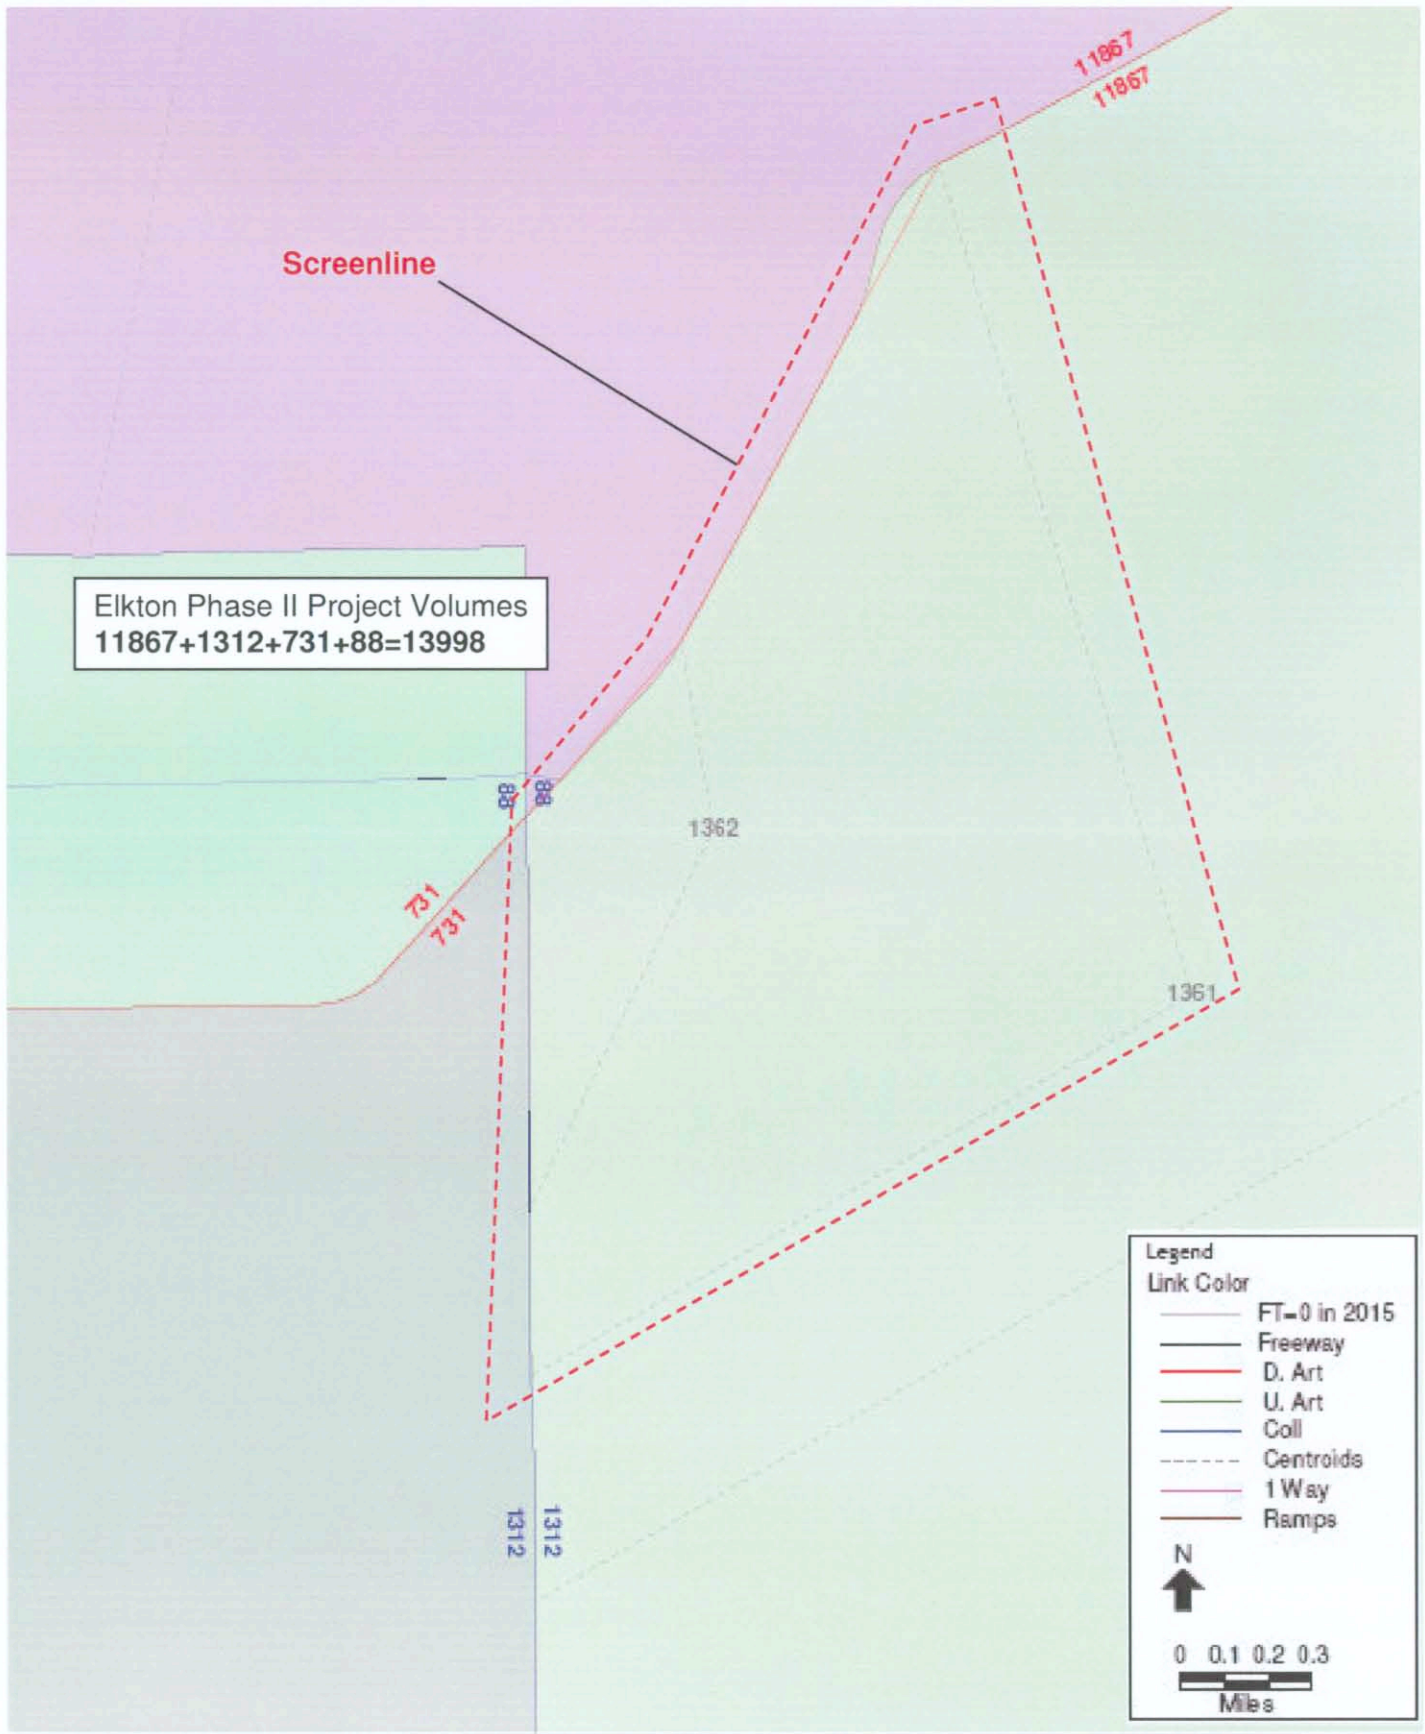 11867
11867
Screenline
Elkton Phase II Project Volumes
11867+1312+731+88=13998
88
88
1362
731
731
1361
1312
1312
Legend
Link Color
FT=0 in 2015
Freeway
D. Art
U. Art
Coll
Centroids
1 Way
Ramps
N
0 0.1 0.2 0.3
Miles